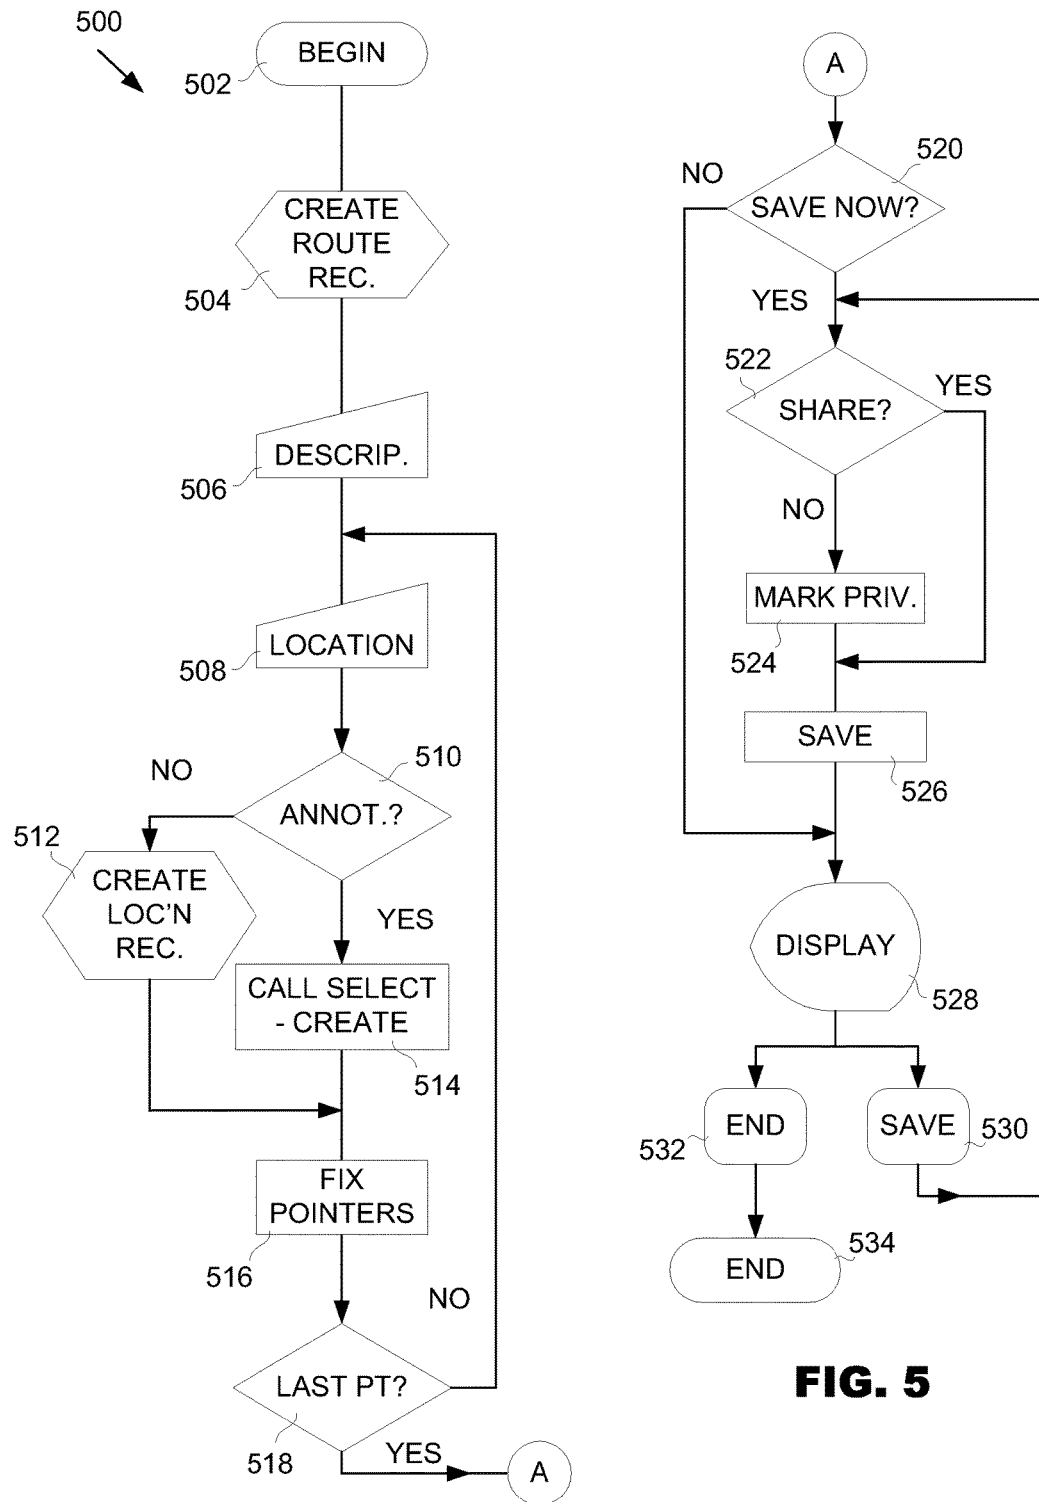 500
BEGIN
502
CREATE
ROUTE
REC.
504
DESCRIP.
506
LOCATION
508
510
NO
ANNOT.?
512
CREATE
LOC'N
REC.
YES
CALL SELECT
- CREATE
514
FIX
POINTERS
516
NO
LAST PT?
518
YES
A
A
520
NO
SAVE NOW?
YES
522
YES
SHARE?
NO
MARK PRIV.
524
SAVE
526
DISPLAY
528
END
532
SAVE
530
534
END
FIG. 5